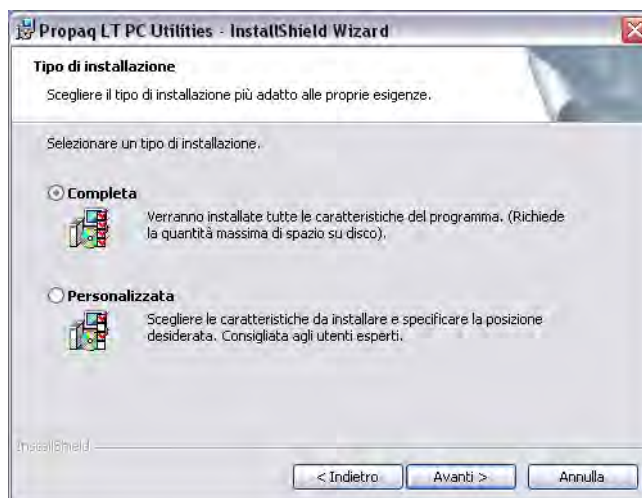 Propaq LT PC Utilities - InstallShield Wizard
Tipo di installazione
Scegliere il tipo di installazione più adatto alle proprie esigenze.
Selezionare un tipo di installazione.
Completa
Verranno installate tutte le caratteristiche del programma. (Richiede
la quantità massima di spazio su disco).
Personalizzata
Scegliere le caratteristiche da installare e specificare la posizione
desiderata. Consigliata agli utenti esperti.
InstallShield
< Indietro
Avanti >
Annulla